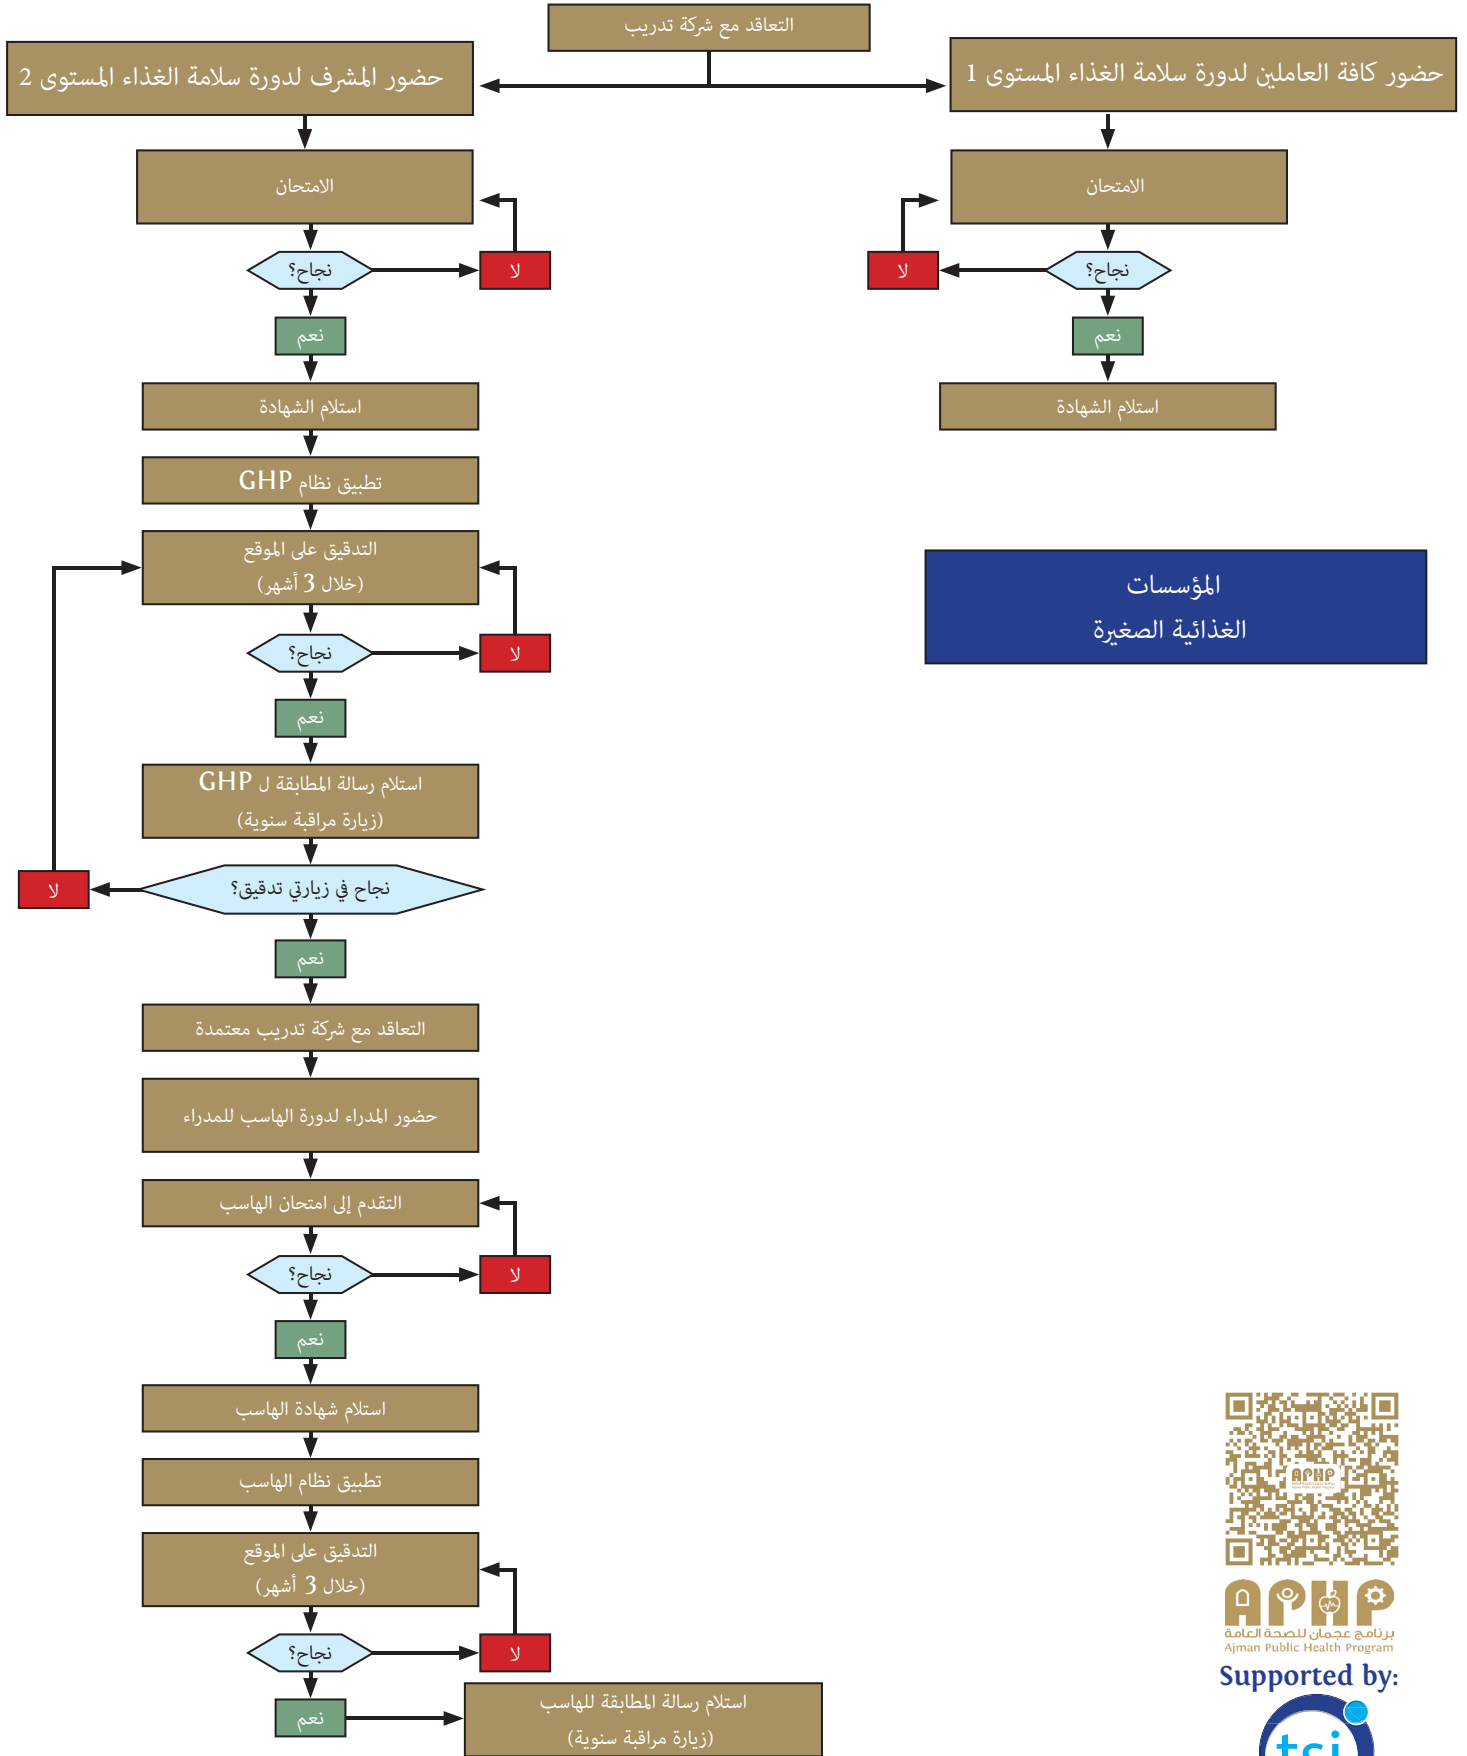 التعاقد مع شركة تدريب
حضور كافة العاملين لدورة سلامة الغذاء المستوى 1
حضور المشرف لدورة سلامة الغذاء المستوى 2
الامتحان
نجاح؟
لا
نعم
استلام الشهادة
الامتحان
نجاح؟
لا
نعم
استلام الشهادة
تطبيق نظام GHP
التدقيق على الموقع
(خلال 3 أشهر)
نجاح؟
لا
نعم
استلام رسالة المطابقة ل GHP
(زيارة مراقبة سنوية)
نجاح في زيارتي تدقيق؟
لا
نعم
التعاقد مع شركة تدريب معتمدة
حضور المدراء لدورة الهاسب للمدراء
التقدم إلى امتحان الهاسب
نجاح؟
لا
نعم
استلام شهادة الهاسب
تطبيق نظام الهاسب
التدقيق على الموقع
(خلال 3 أشهر)
نجاح؟
لا
نعم
استلام رسالة المطابقة للهاسب
(زيارة مراقبة سنوية)
المؤسسات
الغذائية الصغيرة
APHP
APHP
برنامج عجمان للصحة العامة
Ajman Public Health Program
Supported by:
tsi